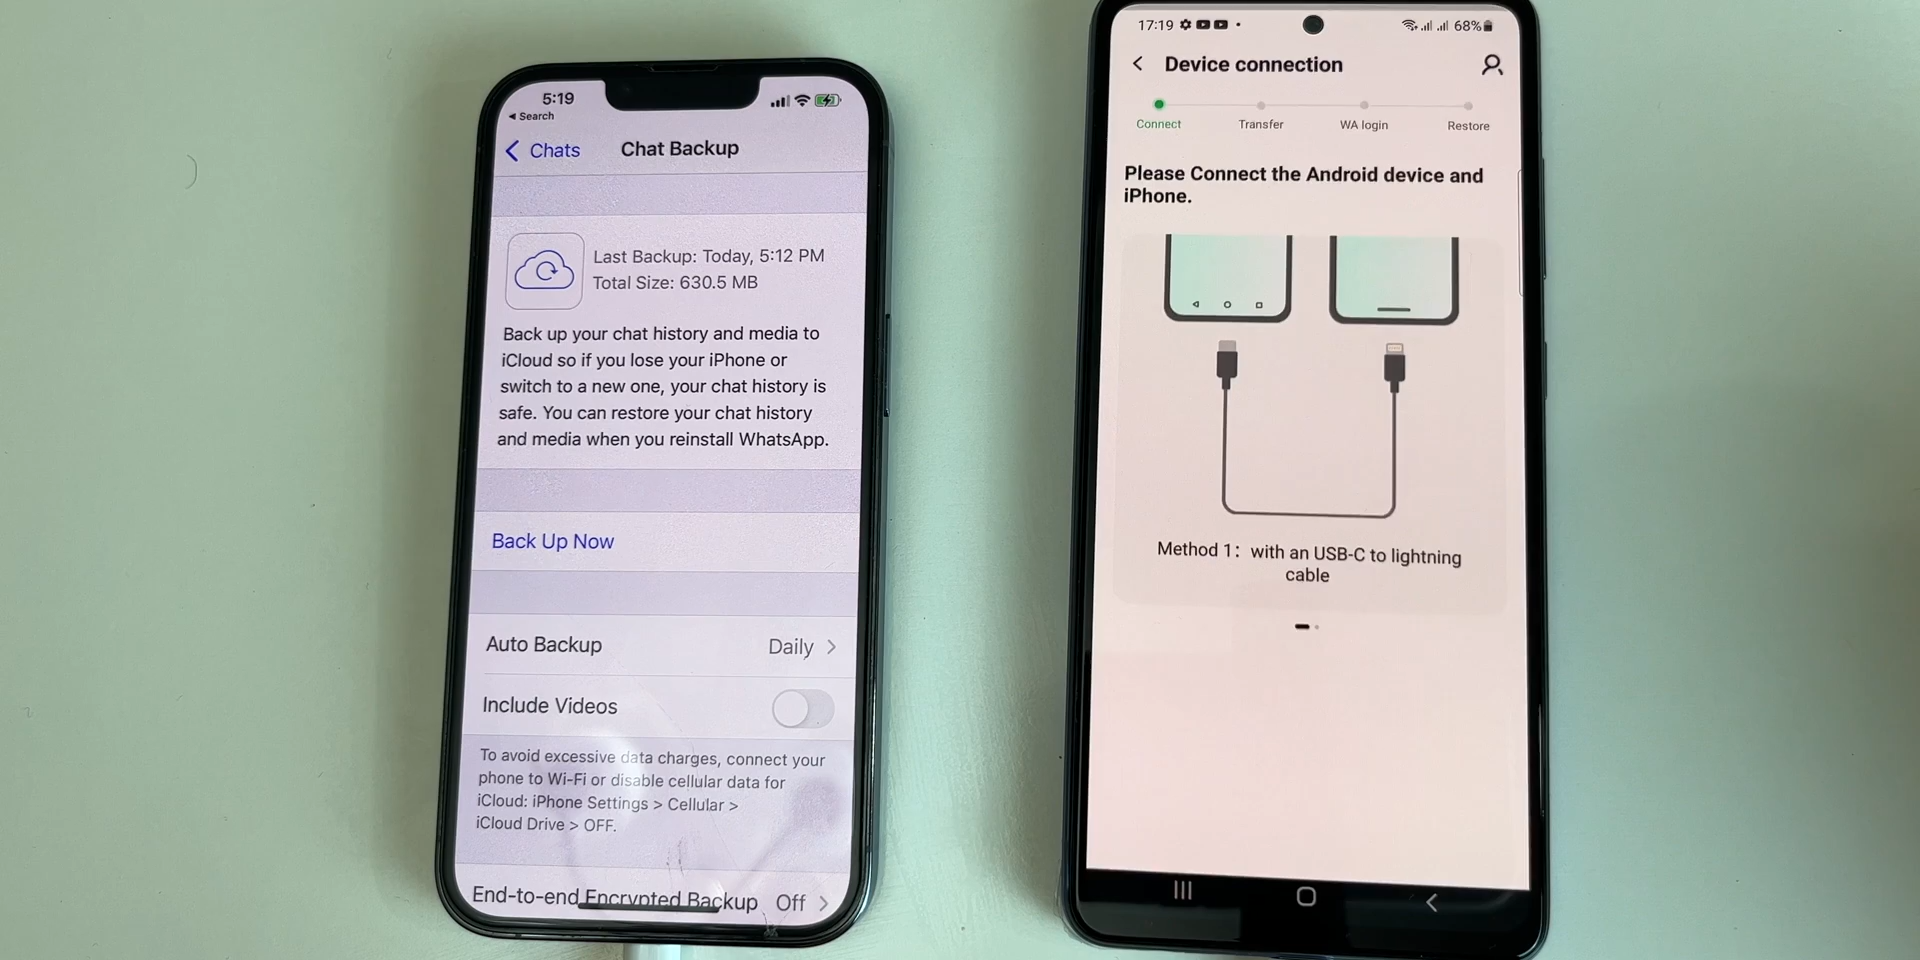 5:19
Search
Chats
Chat Backup
Last Backup: Today, 5:12 PM
Total Size: 630.5 MB
Back up your chat history and media to
iCloud so if you lose your iPhone or
switch to a new one, your chat history is
safe. You can restore your chat history
and media when you reinstall WhatsApp.
Back Up Now
Auto Backup Daily
Include Videos
To avoid excessive data charges, connect your
phone to Wi-Fi or disable cellular data for
iCloud: iPhone Settings > Cellular >
iCloud Drive > OFF.
End-to-end Encrypted Backup Off
17:19 68%
Device connection
Connect Transfer WA login Restore
Please Connect the Android device and
iPhone.
Method 1: with an USB-C to lightning
cable